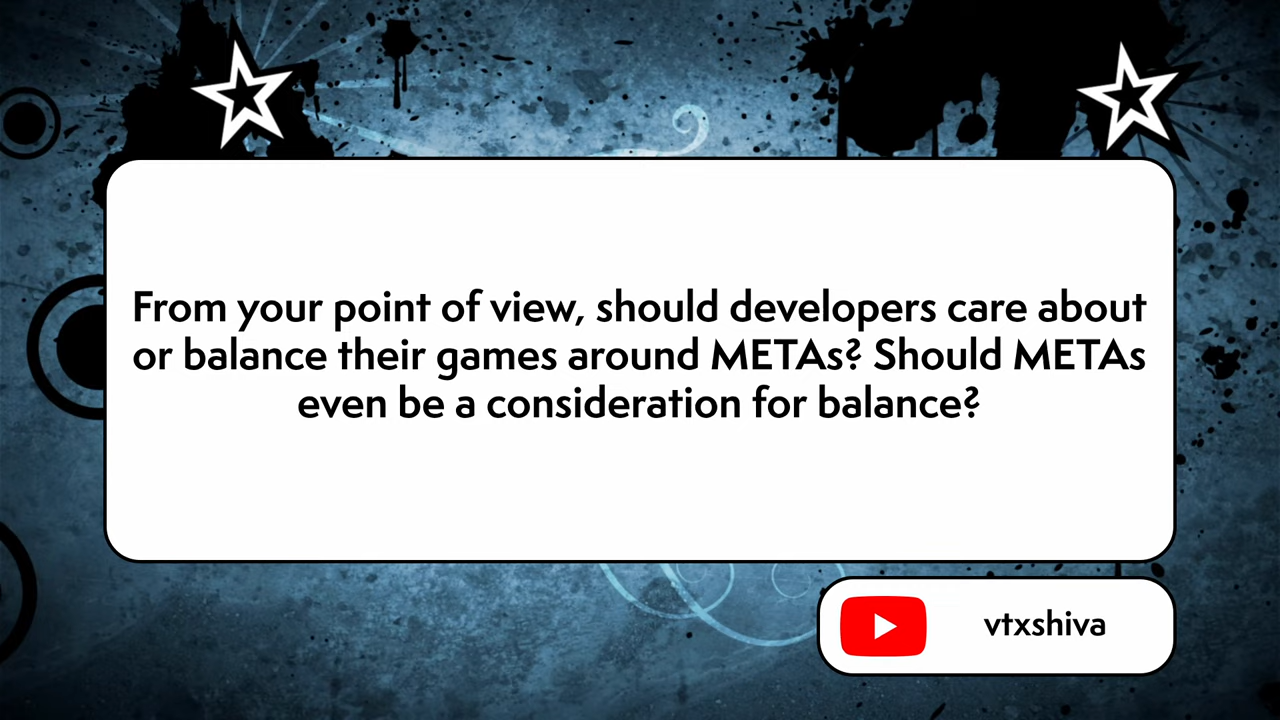 From your point of view, should developers care about
or balance their games around METAs? Should METAs
even be a consideration for balance?
vtxshiva